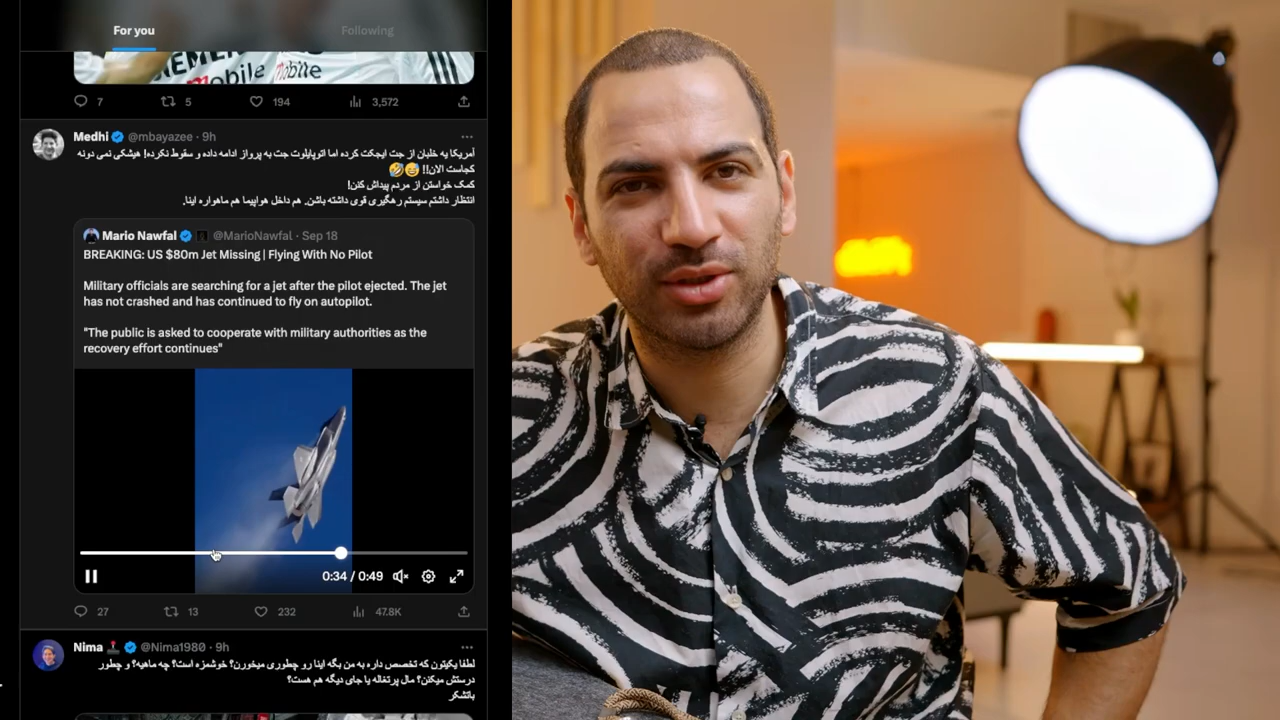 For you
Following
mobile
7
5
194
3,572
Medhi @mbayazee · 9h
آمریکا یه خلبان از جت ایجکت کرده اما اتوپایلوت جت به پرواز ادامه داده و سقوط نکرده! هیشکی نمی دونه
کجاست الان!!
کمک خواستن از مردم پیداش کنن!
انتظار داشتم سیستم رهگیری قوی داشته باشن. هم داخل هواپیما هم ماهواره اینا.
Mario Nawfal @MarioNawfal · Sep 18
BREAKING: US $80m Jet Missing | Flying With No Pilot
Military officials are searching for a jet after the pilot ejected. The jet
has not crashed and has continued to fly on autopilot.
"The public is asked to cooperate with military authorities as the
recovery effort continues"
0:34 / 0:49
27
13
232
47.8K
Nima @Nima1980 · 9h
لطفا یکیتون که تخصص داره به من بگه اینا رو چطوری میخورن؟ خوشمزه است؟ چه ماهیه؟ و چطور
درستش میکنن؟ مال پرتغاله یا جای دیگه هم هست؟
باتشکر